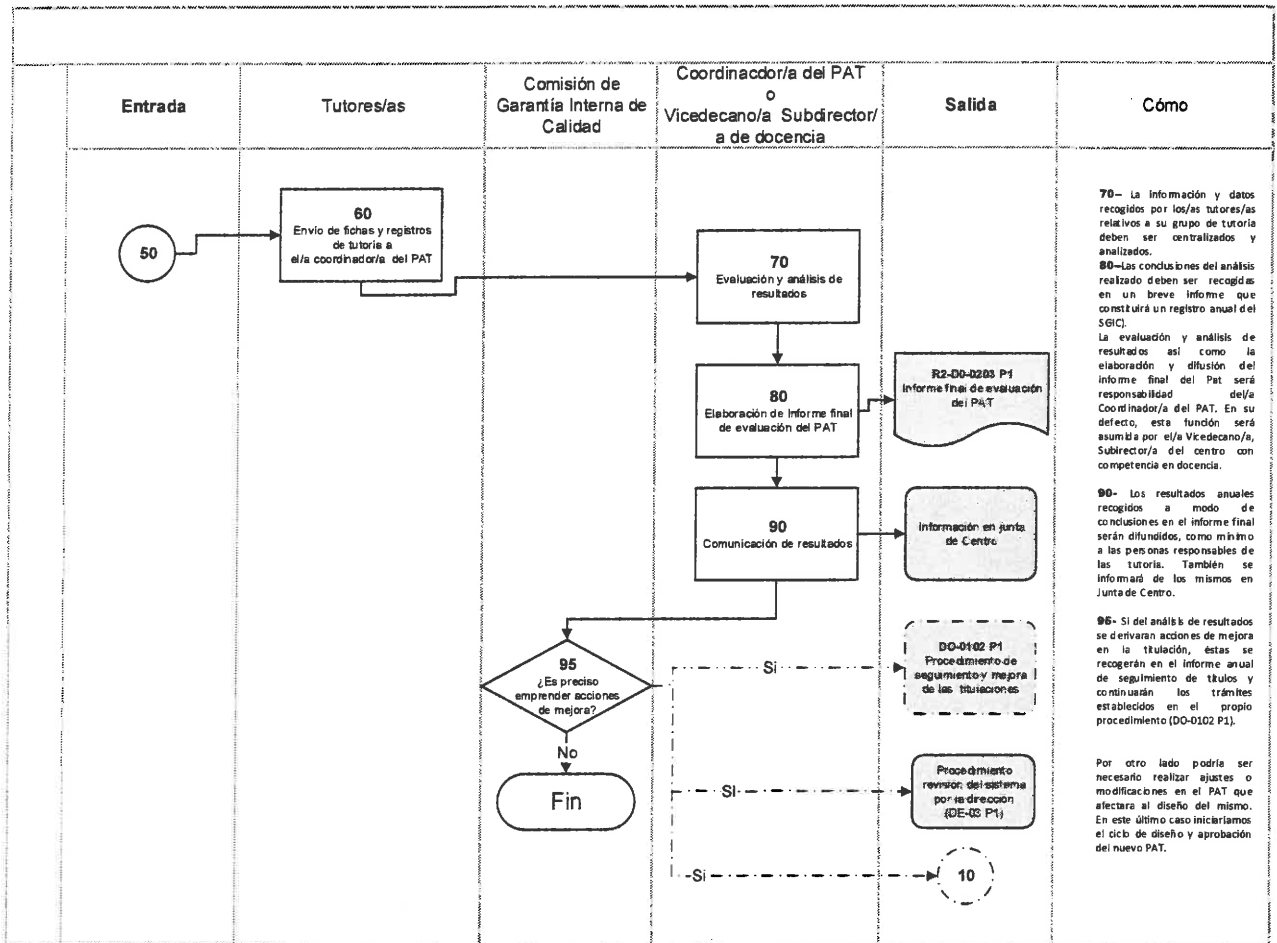 Entrada
Tutores/as
Comisión de
Garantía Interna de
Calidad
Coordinacdor/a del PAT
o
Vicedecano/a Subdirector/
a de docencia
Salida
Cómo
50
60
Envío de fichas y registros
de tutoría a
el/a coordinador/a del PAT
70
Evaluación y análisis de
resultados
80
Elaboración de Informe final
de evaluación del PAT
R2-D0-0203 P1
Informe final de evaluación
del PAT
90
Comunicación de resultados
Información en junta
de Centro
95
¿Es preciso
emprender acciones
de mejora?
No
Fin
Si
DO-0102 P1
Procedimiento de
seguimiento y mejora
de las titulaciones
SI
Procedimiento
revisión del sistema
por la dirección
(DE-03 P1)
Si
10
70– La información y datos
recogidos por los/as tutores/as
relativos a su grupo de tutoría
deben ser centralizados y
analizados.
80–Las conclusiones del análisis
realizado deben ser recogidas
en un breve informe que
constituirá un registro anual del
SGIC).
La evaluación y análisis de
resultados así como la
elaboración y difusión del
informe final del Pat será
responsabilidad del/a
Coordinador/a del PAT. En su
defecto, esta función será
asumida por el/a Vicedecano/a,
Subirector/a del centro con
competencia en docencia.
90- Los resultados anuales
recogidos a modo de
conclusiones en el informe final
serán difundidos, como mínimo
a las personas responsables de
las tutoría. También se
informará de los mismos en
Junta de Centro.
95- Si del análisis de resultados
se derivaran acciones de mejora
en la titulación, éstas se
recogerán en el informe anual
de seguimiento de títulos y
continuarán los trámites
establecidos en el propio
procedimiento (DO-0102 P1).
Por otro lado podría ser
necesario realizar ajustes o
modificaciones en el PAT que
afectara al diseño del mismo.
En este último caso iniciaríamos
el ciclo de diseño y aprobación
del nuevo PAT.